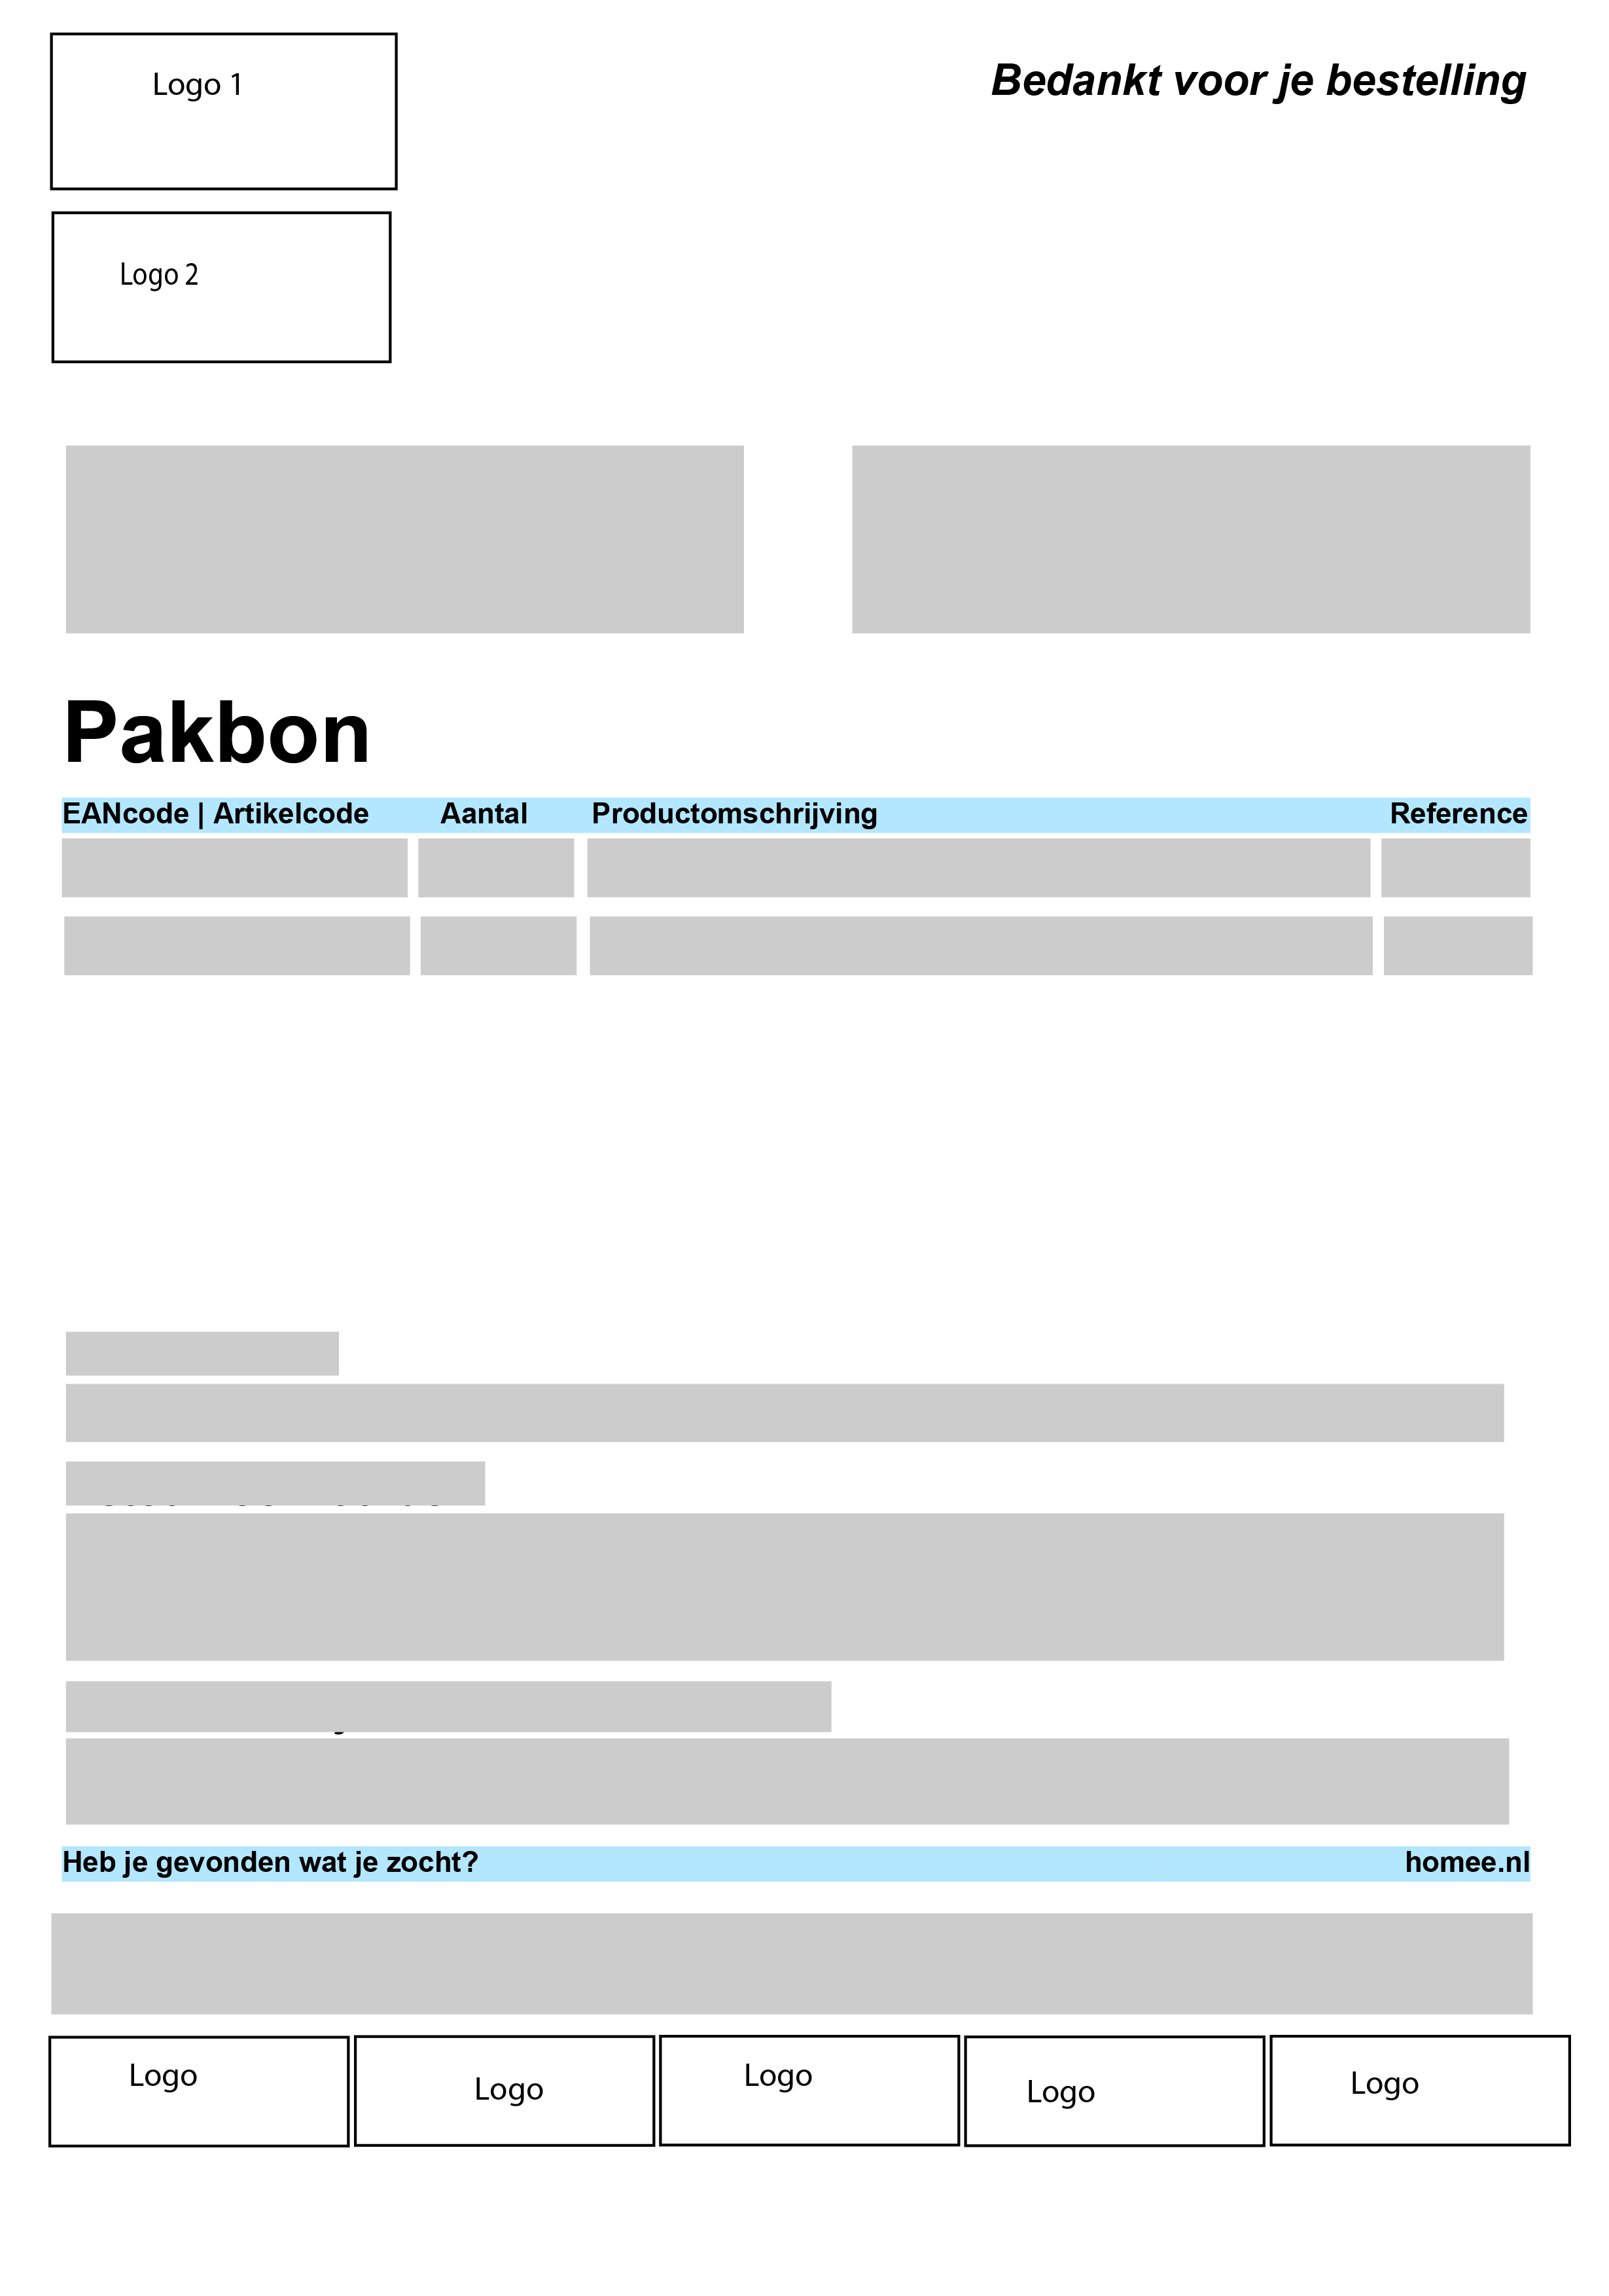 Logo 1
Bedankt voor je bestelling
Logo 2
Pakbon
EANcode | Artikelcode Aantal Productomschrijving Reference
Heb je gevonden wat je zocht? homee.nl
Logo Logo Logo Logo Logo